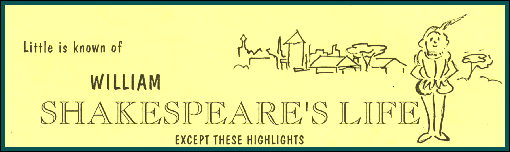 Little is known of
WILLIAM
SHAKESPEARE'S LIFE
EXCEPT THESE HIGHLIGHTS